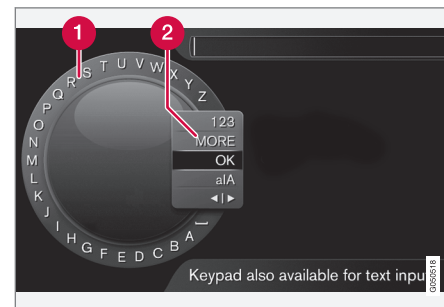 1
2
A B C D E F G H I J K L M N O P Q R S T U V W X Y Z
123
MORE
OK
a|A
◄|►
Keypad also available for text inpu
G050518